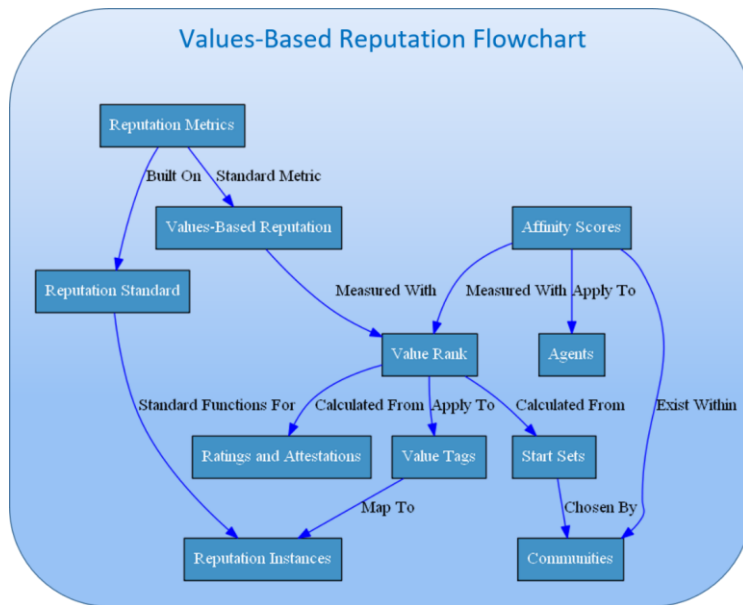 Values-Based Reputation Flowchart
Reputation Metrics
Built On
Standard Metric
Values-Based Reputation
Affinity Scores
Reputation Standard
Measured With
Measured With
Apply To
Value Rank
Agents
Standard Functions For
Calculated From
Apply To
Calculated From
Exist Within
Ratings and Attestations
Value Tags
Start Sets
Map To
Chosen By
Reputation Instances
Communities